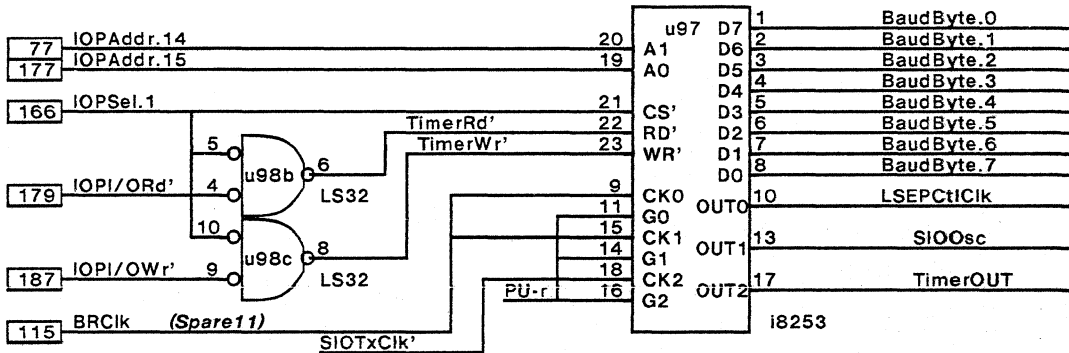 u97 D7 1 BaudByte.0
77 IOPAddr.14 20 A1 D6 2 BaudByte.1
177 IOPAddr.15 19 A0 D5 3 BaudByte.2
D4 4 BaudByte.3
166 IOPSel.1 21 CS' D3 5 BaudByte.4
TimerRd' 22 RD' D2 6 BaudByte.5
TimerWr' 23 WR' D1 7 BaudByte.6
D0 8 BaudByte.7
5 u98b 6 LS32
179 IOPI/ORd' 4
9 CK0 OUT0 10 LSEPCtlClk
11 G0
10 u98c 8 LS32
15 CK1 OUT1 13 SIOOsc
14 G1
187 IOPI/OWr' 9
18 CK2 OUT2 17 TimerOUT
PU-r 16 G2
115 BRClk (Spare11)
SIOTxClk'
i8253